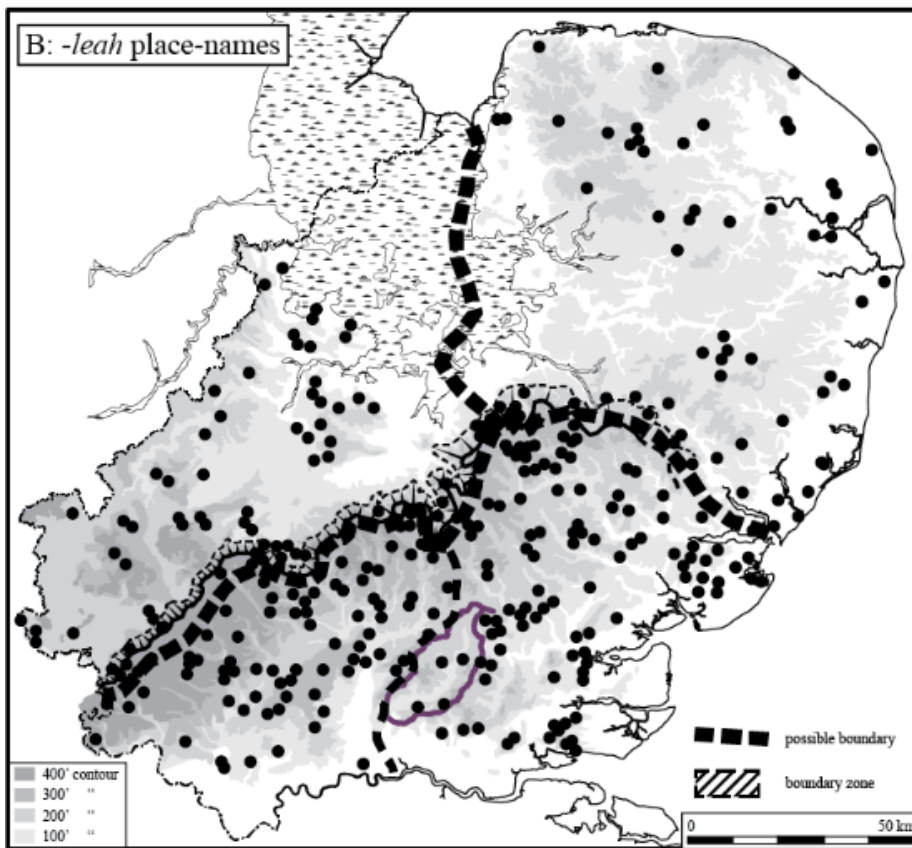 B: -leah place-names
possible boundary
boundary zone
400' contour
300' "
200' "
100' "
0 50 km